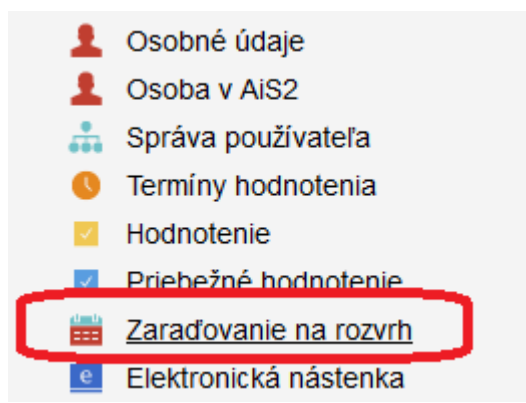 Osobné údaje
Osoba v AiS2
Správa používateľa
Termíny hodnotenia
Hodnotenie
Priebežné hodnotenie
Zaraďovanie na rozvrh
e Elektronická nástenka